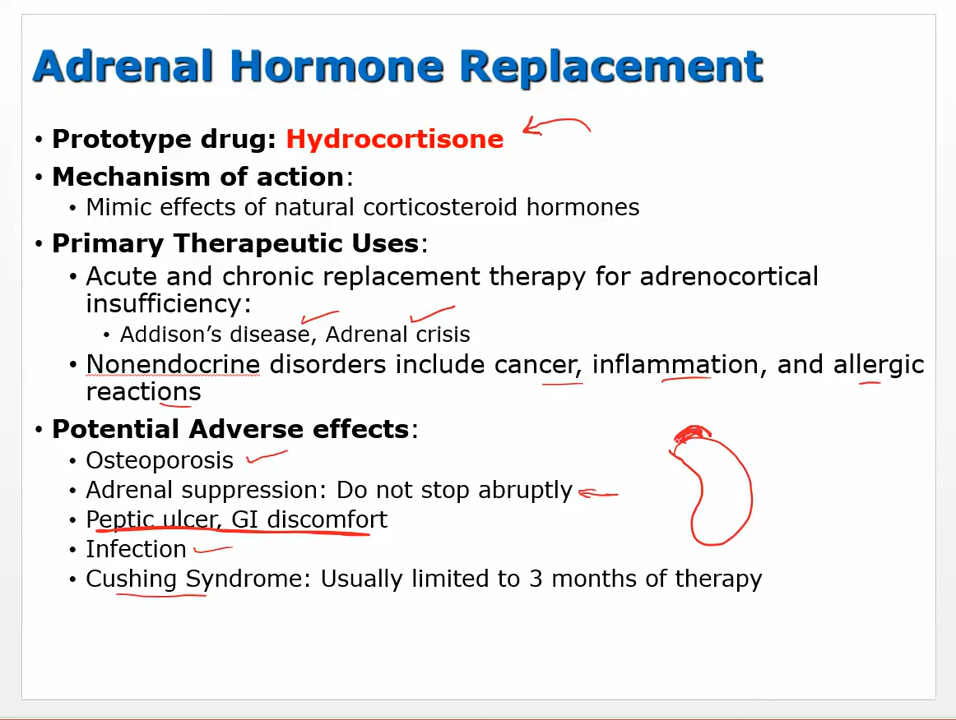 Adrenal Hormone Replacement
• Prototype drug: Hydrocortisone
• Mechanism of action:
• Mimic effects of natural corticosteroid hormones
• Primary Therapeutic Uses:
• Acute and chronic replacement therapy for adrenocortical
insufficiency:
• Addison's disease, Adrenal crisis
• Nonendocrine disorders include cancer, inflammation, and allergic
reactions
• Potential Adverse effects:
• Osteoporosis
• Adrenal suppression: Do not stop abruptly
• Peptic ulcer, GI discomfort
• Infection
• Cushing Syndrome: Usually limited to 3 months of therapy